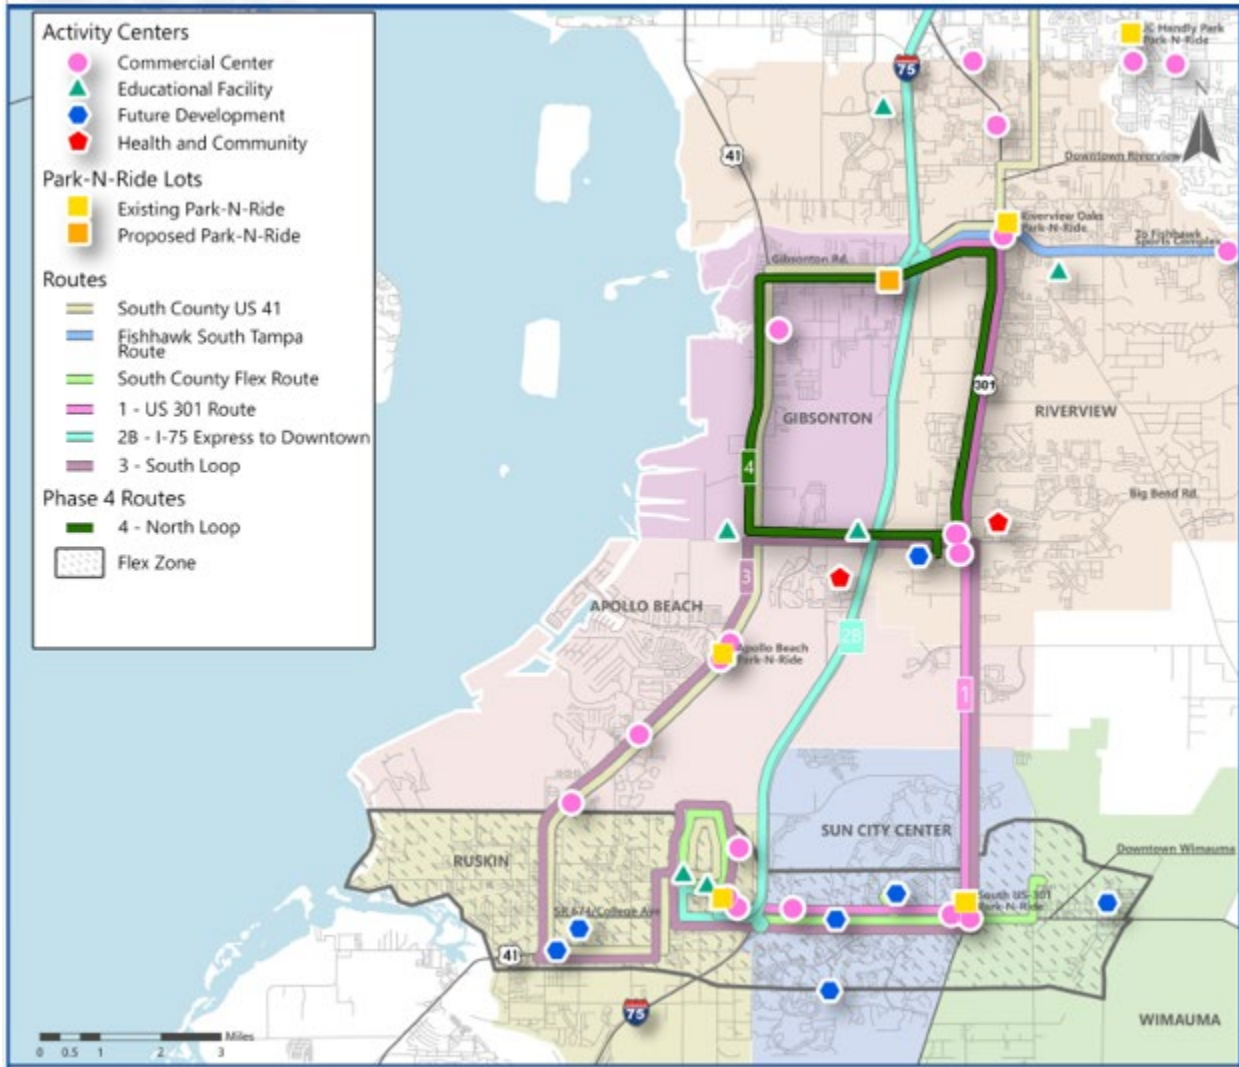 Activity Centers
Commercial Center
Educational Facility
Future Development
Health and Community
Park-N-Ride Lots
Existing Park-N-Ride
Proposed Park-N-Ride
Routes
South County US 41
Fishhawk South Tampa
Route
South County Flex Route
1 - US 301 Route
2B - I-75 Express to Downtown
3 - South Loop
Phase 4 Routes
4 - North Loop
Flex Zone
JC Handly Park
Park-N-Ride
75
N
41
Downtown Riverview
Riverview Oaks
Park-N-Ride
To Fishhawk
Sports Complex
Gibsonton Rd.
301
GIBSONTON
RIVERVIEW
4
Big Bend Rd.
3
APOLLO BEACH
2B
Apollo Beach
Park-N-Ride
1
SUN CITY CENTER
RUSKIN
Downtown Wimauma
South US-301
Park-N-Ride
SR 674/College Ave
41
75
WIMAUMA
Miles
0 0.5 1 2 3